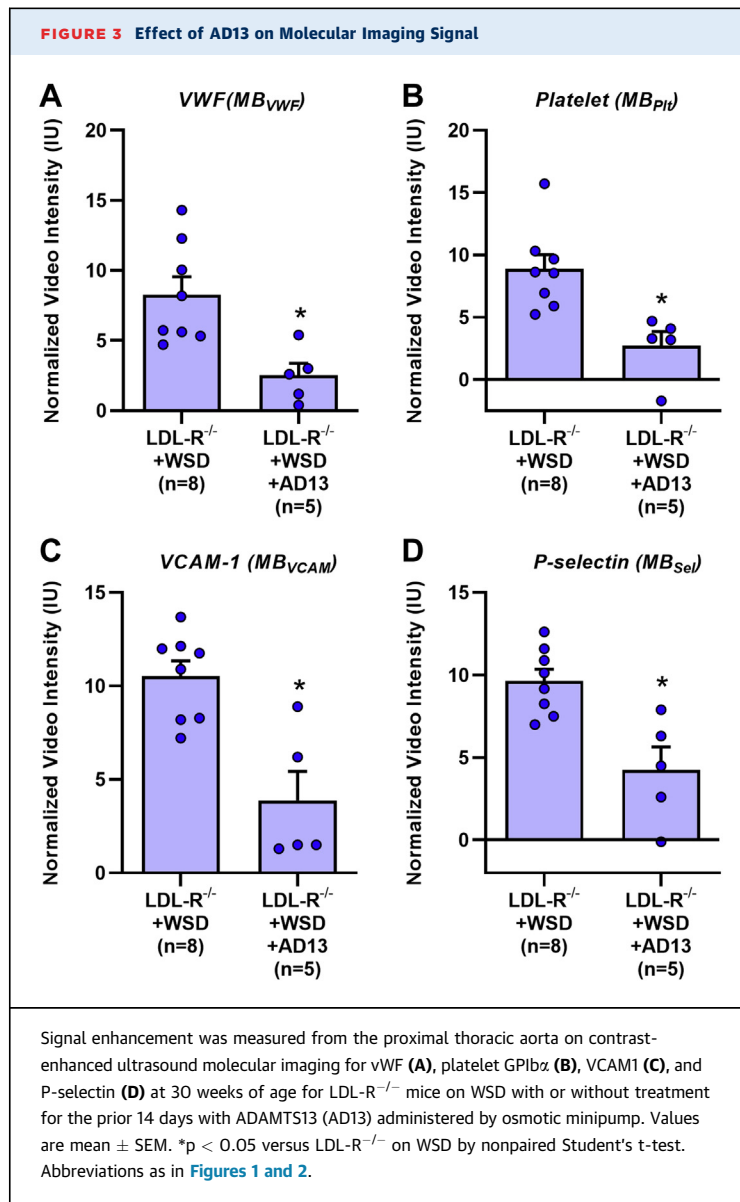 FIGURE 3 Effect of AD13 on Molecular Imaging Signal
A
VWF(MB_VWF)
Normalized Video Intensity (IU)
20
15
10
5
0
*
LDL-R⁻/⁻
+WSD
(n=8)
LDL-R⁻/⁻
+WSD
+AD13
(n=5)
B
Platelet (MB_Plt)
Normalized Video Intensity (IU)
20
15
10
5
0
*
LDL-R⁻/⁻
+WSD
(n=8)
LDL-R⁻/⁻
+WSD
+AD13
(n=5)
C
VCAM-1 (MB_VCAM)
Normalized Video Intensity (IU)
15
10
5
0
*
LDL-R⁻/⁻
+WSD
(n=8)
LDL-R⁻/⁻
+WSD
+AD13
(n=5)
D
P-selectin (MB_Sel)
Normalized Video Intensity (IU)
15
10
5
0
*
LDL-R⁻/⁻
+WSD
(n=8)
LDL-R⁻/⁻
+WSD
+AD13
(n=5)
Signal enhancement was measured from the proximal thoracic aorta on contrast-
enhanced ultrasound molecular imaging for vWF (A), platelet GPIbα (B), VCAM1 (C), and
P-selectin (D) at 30 weeks of age for LDL-R⁻/⁻ mice on WSD with or without treatment
for the prior 14 days with ADAMTS13 (AD13) administered by osmotic minipump. Values
are mean ± SEM. *p < 0.05 versus LDL-R⁻/⁻ on WSD by nonpaired Student's t-test.
Abbreviations as in Figures 1 and 2.